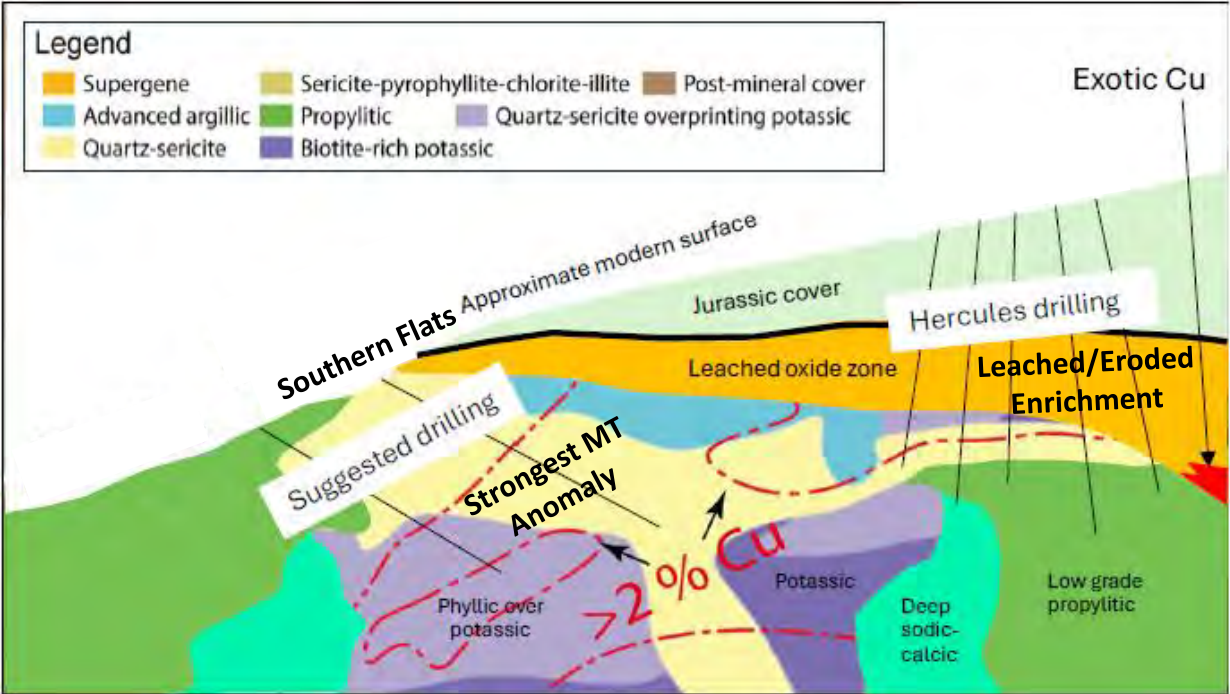 Legend
Supergene
Sericite-pyrophyllite-chlorite-illite
Post-mineral cover
Advanced argillic
Propylitic
Quartz-sericite overprinting potassic
Quartz-sericite
Biotite-rich potassic
Exotic Cu
Approximate modern surface
Southern Flats
Jurassic cover
Hercules drilling
Leached oxide zone
Leached/Eroded
Enrichment
Suggested drilling
Strongest MT
Anomaly
>2% Cu
Phyllic over
potassic
Potassic
Deep
sodic-
calcic
Low grade
propylitic